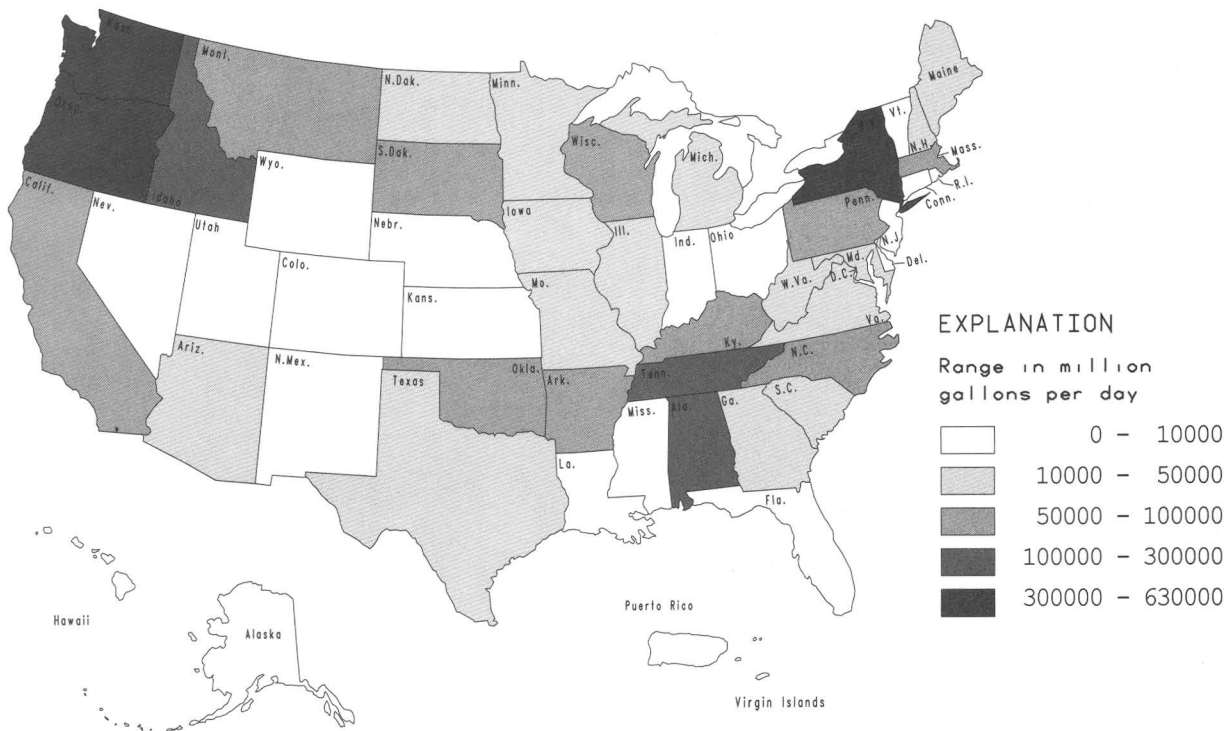 Wash.
Mont.
N.Dak.
Minn.
Maine
Oreg.
Idaho
Wyo.
S.Dak.
Wisc.
Mich.
N.Y.
Vt.
N.H.
Mass.
R.I.
Conn.
Calif.
Nev.
Utah
Colo.
Nebr.
Iowa
Ill.
Ind.
Ohio
Penn.
N.J.
Md.
Del.
D.C.
W.Va.
Va.
Kans.
Mo.
Ky.
Ariz.
N.Mex.
Texas
Okla.
Ark.
Tenn.
N.C.
S.C.
Miss.
Ala.
Ga.
La.
Fla.
Hawaii
Alaska
Puerto Rico
Virgin Islands
EXPLANATION
Range in million
gallons per day
0 - 10000
10000 - 50000
50000 - 100000
100000 - 300000
300000 - 630000